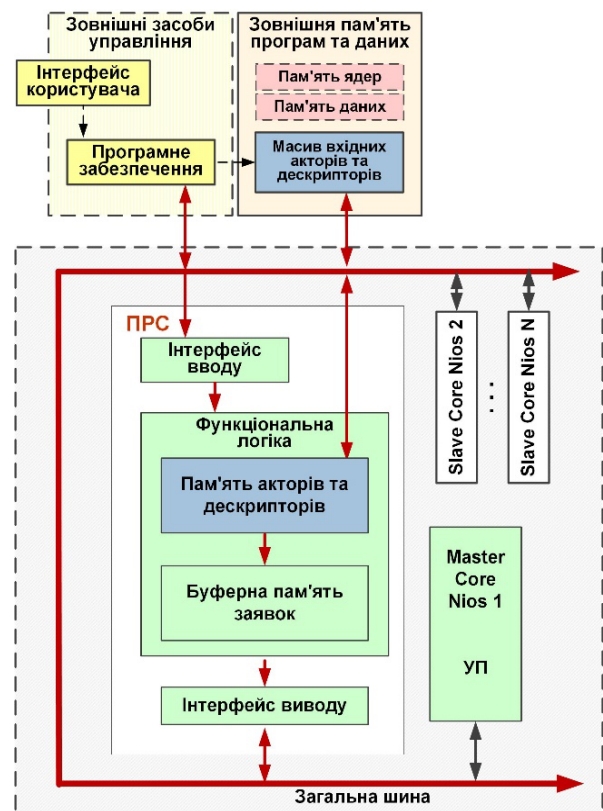 Зовнішні засоби
управління
Інтерфейс
користувача
Програмне
забезпечення
Зовнішня пам'ять
програм та даних
Пам'ять ядер
Пам'ять даних
Масив вхідних
акторів та
дескрипторів
ПРС
Інтерфейс
вводу
Функціональна
логіка
Пам'ять акторів та
дескрипторів
Буферна пам'ять
заявок
Інтерфейс виводу
Slave Core Nios 2
. . .
Slave Core Nios N
Master
Core
Nios 1
УП
Загальна шина